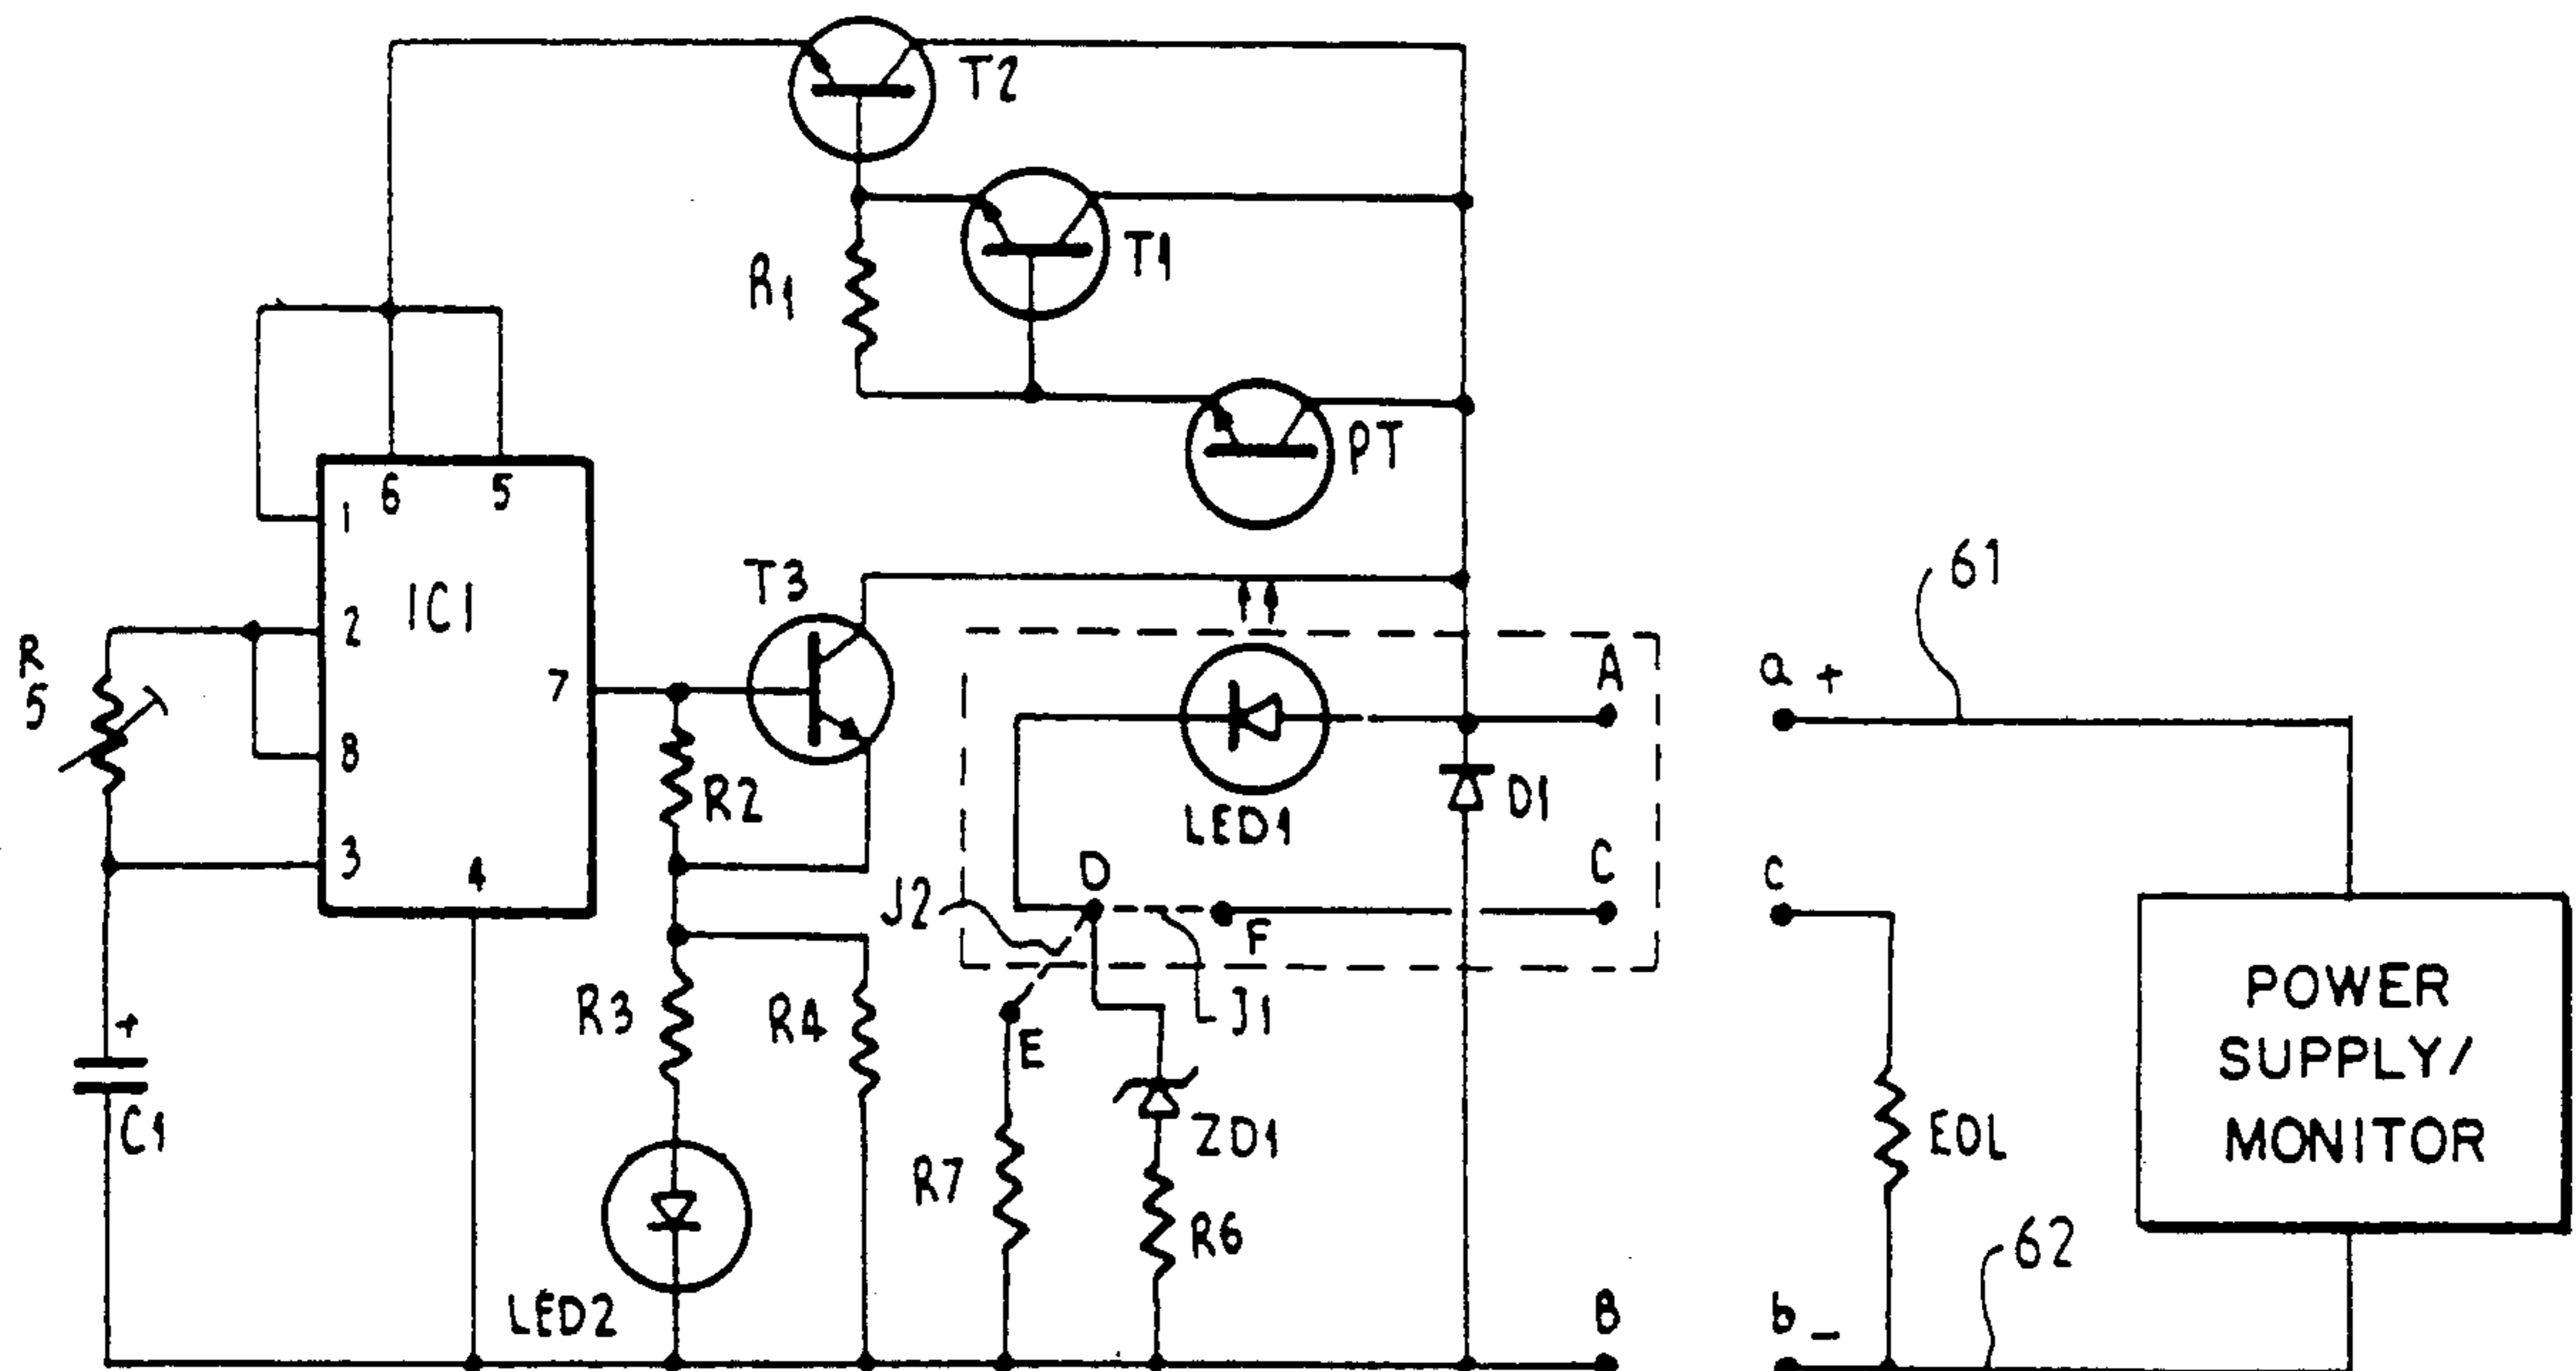 T2
T1
R1
PT
6 5
1
IC1
T3
61
2
R
5
7
A
a +
8
R2
LED1
D1
3
4
D
C
c
J2
F
+
R3
R4
E
J1
POWER
SUPPLY/
MONITOR
C1
ZD1
EOL
R7
R6
62
LED2
B
b -